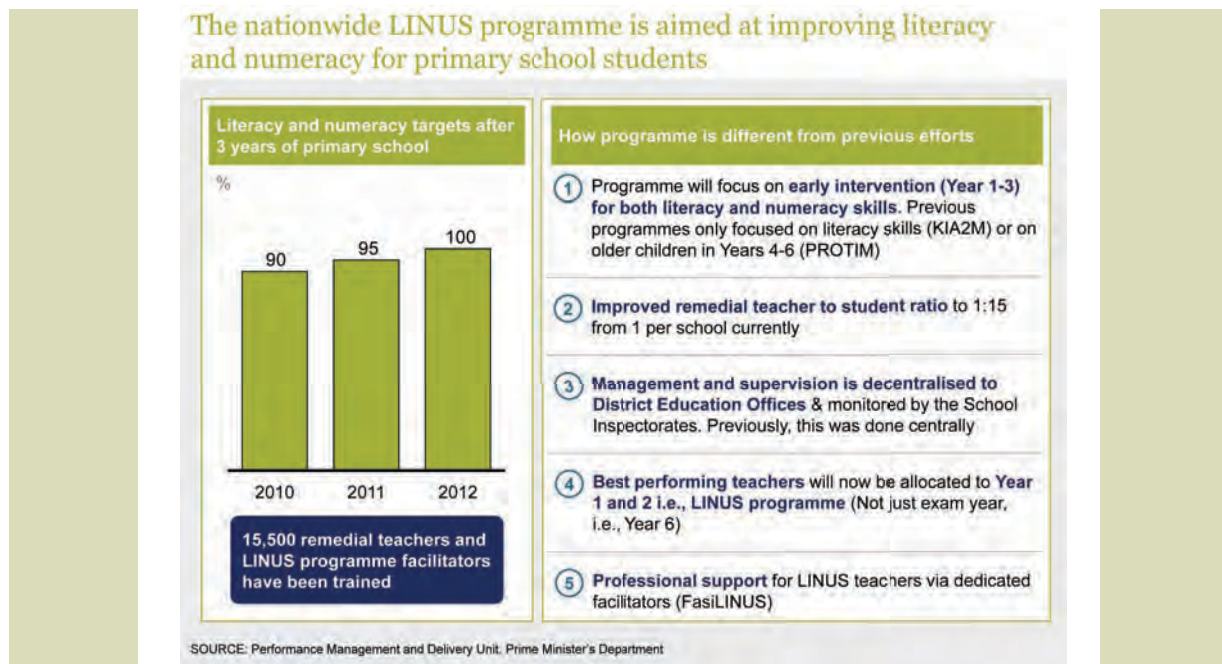 The nationwide LINUS programme is aimed at improving literacy
and numeracy for primary school students
Literacy and numeracy targets after
3 years of primary school
%
90
95
100
2010
2011
2012
15,500 remedial teachers and
LINUS programme facilitators
have been trained
How programme is different from previous efforts
1 Programme will focus on early intervention (Year 1-3)
for both literacy and numeracy skills. Previous
programmes only focused on literacy skills (KIA2M) or on
older children in Years 4-6 (PROTIM)
2 Improved remedial teacher to student ratio to 1:15
from 1 per school currently
3 Management and supervision is decentralised to
District Education Offices & monitored by the School
Inspectorates. Previously, this was done centrally
4 Best performing teachers will now be allocated to Year
1 and 2 i.e., LINUS programme (Not just exam year,
i.e., Year 6)
5 Professional support for LINUS teachers via dedicated
facilitators (FasiLINUS)
SOURCE: Performance Management and Delivery Unit. Prime Minister's Department